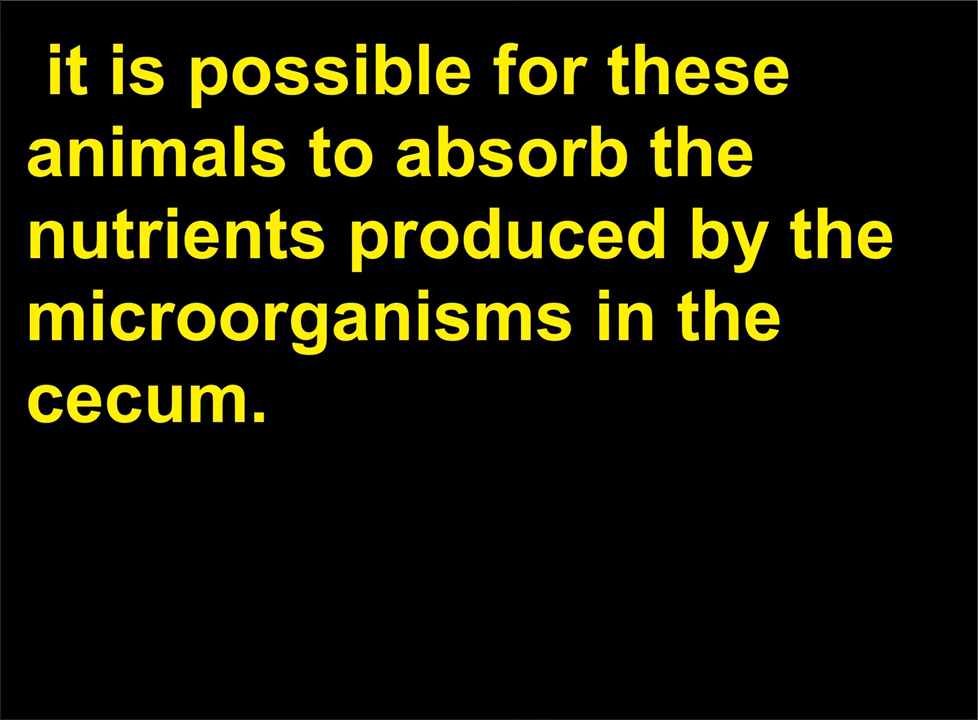 it is possible for these
animals to absorb the
nutrients produced by the
microorganisms in the
cecum.